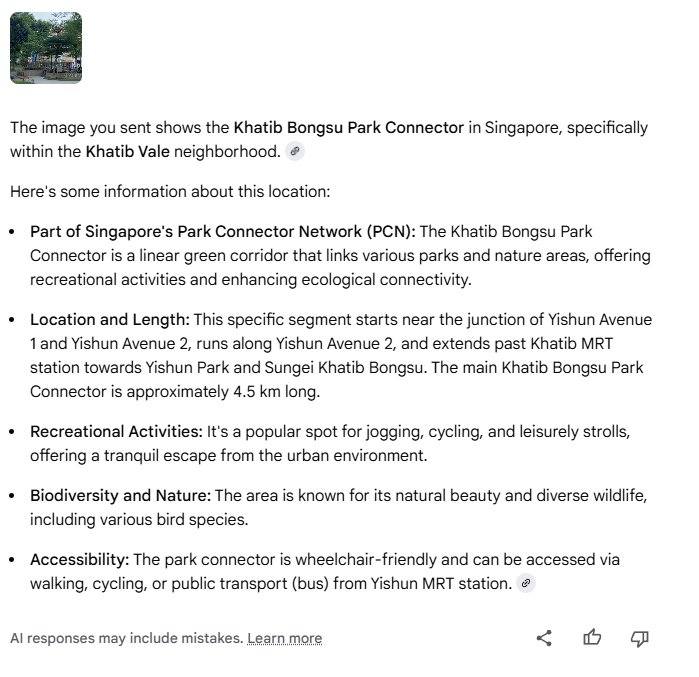 The image you sent shows the Khatib Bongsu Park Connector in Singapore, specifically
within the Khatib Vale neighborhood.
Here's some information about this location:
• Part of Singapore's Park Connector Network (PCN): The Khatib Bongsu Park
Connector is a linear green corridor that links various parks and nature areas, offering
recreational activities and enhancing ecological connectivity.
• Location and Length: This specific segment starts near the junction of Yishun Avenue
1 and Yishun Avenue 2, runs along Yishun Avenue 2, and extends past Khatib MRT
station towards Yishun Park and Sungei Khatib Bongsu. The main Khatib Bongsu Park
Connector is approximately 4.5 km long.
• Recreational Activities: It's a popular spot for jogging, cycling, and leisurely strolls,
offering a tranquil escape from the urban environment.
• Biodiversity and Nature: The area is known for its natural beauty and diverse wildlife,
including various bird species.
• Accessibility: The park connector is wheelchair-friendly and can be accessed via
walking, cycling, or public transport (bus) from Yishun MRT station.
AI responses may include mistakes. Learn more